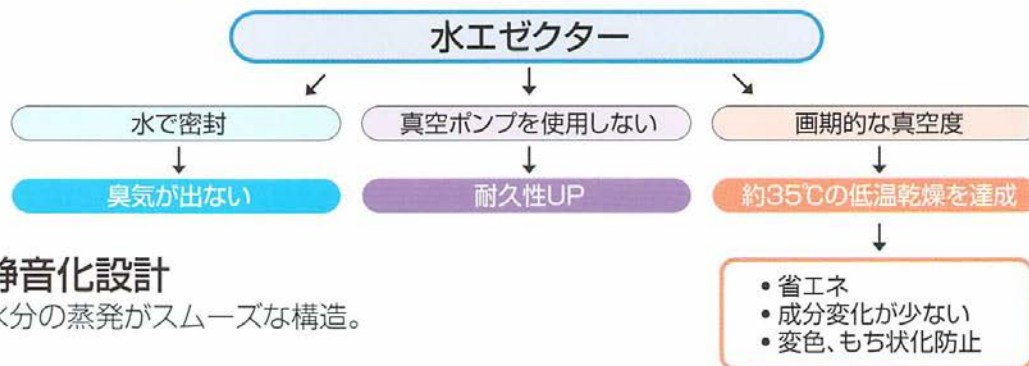 水エゼクター
水で密封
真空ポンプを使用しない
画期的な真空度
臭気が出ない
耐久性UP
約35℃の低温乾燥を達成
静音化設計
水分の蒸発がスムーズな構造。
• 省エネ
• 成分変化が少ない
• 変色、もち状化防止